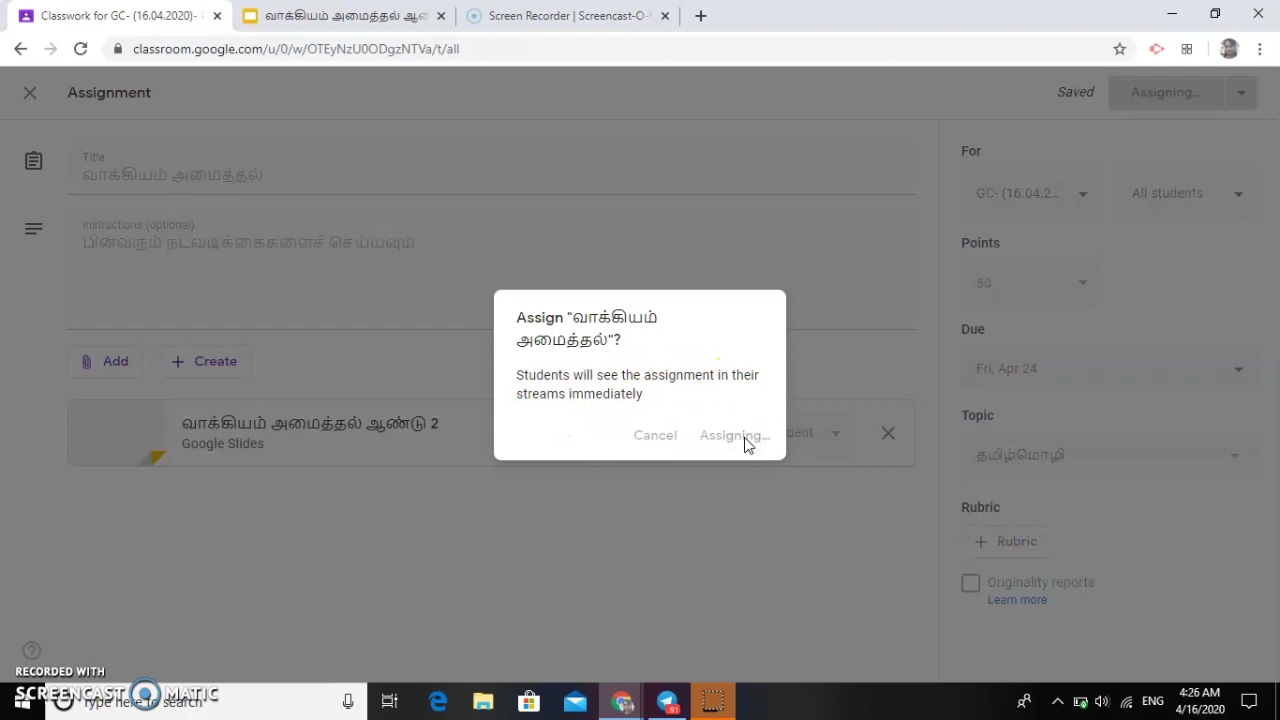 Classwork for GC- (16.04.2020)-
வாக்கியம் அமைத்தல் ஆண
Screen Recorder | Screencast-O-
classroom.google.com/u/0/w/OTEyNzU0ODgzNTVa/t/all
Assignment
Saved
Assigning...
Title
வாக்கியம் அமைத்தல்
Instructions (optional)
பின்வரும் நடவடிக்கைகளைச் செய்யவும்
Add
Create
வாக்கியம் அமைத்தல் ஆண்டு 2
Google Slides
dent
Assign "வாக்கியம்
அமைத்தல்"?
Students will see the assignment in their
streams immediately
Cancel
Assigning...
For
GC- (16.04.2...
All students
Points
50
Due
Fri, Apr 24
Topic
தமிழ்மொழி
Rubric
Rubric
Originality reports
Learn more
RECORDED WITH
SCREENCAST MATIC
Type here to search
61
ENG
4:26 AM
4/16/2020